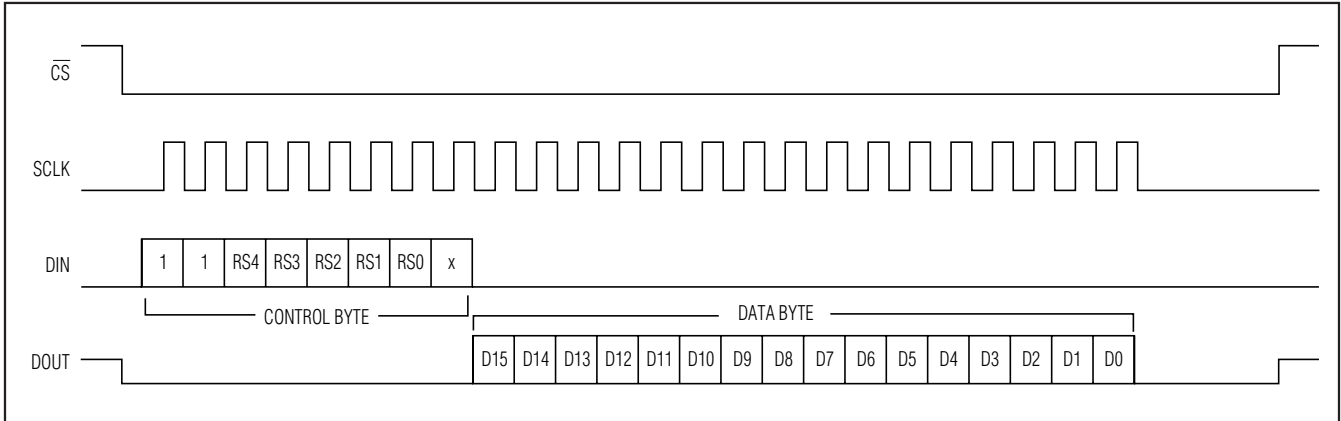 C̅S̅
SCLK
DIN 1 1 RS4 RS3 RS2 RS1 RS0 x
CONTROL BYTE DATA BYTE
DOUT D15 D14 D13 D12 D11 D10 D9 D8 D7 D6 D5 D4 D3 D2 D1 D0